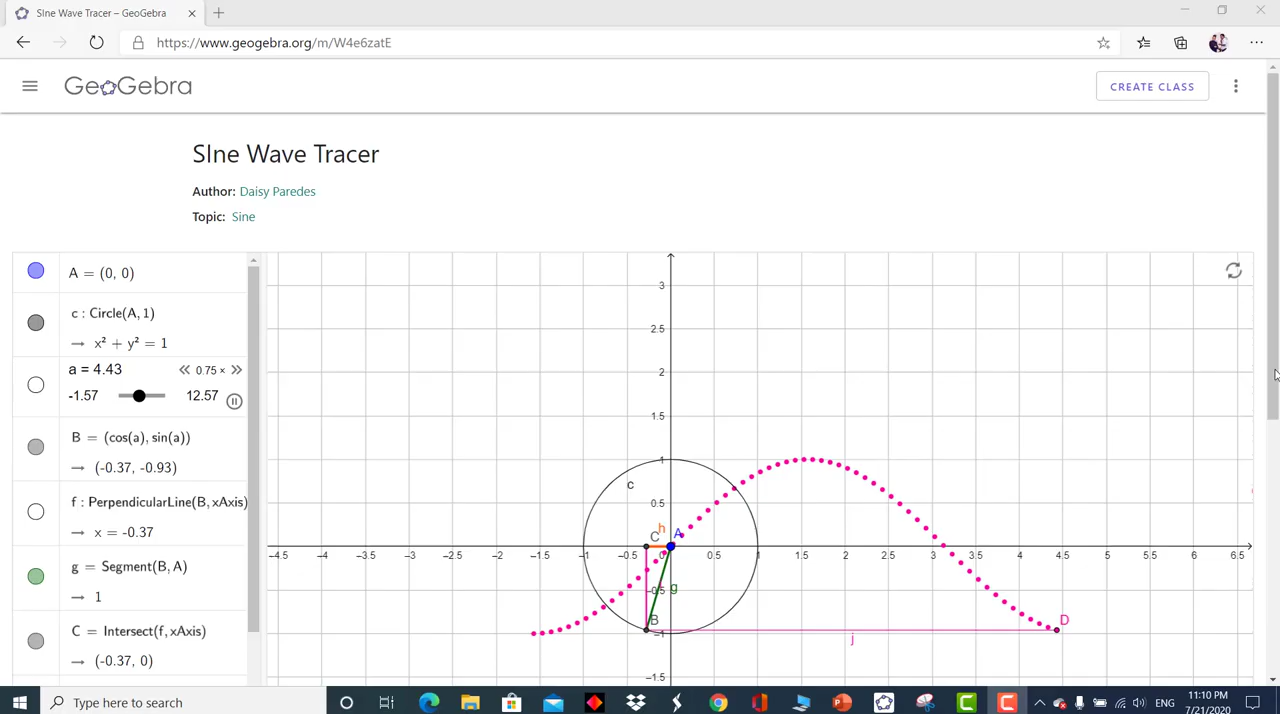 SIne Wave Tracer – GeoGebra
https://www.geogebra.org/m/W4e6zatE
GeoGebra
CREATE CLASS
SIne Wave Tracer
Author: Daisy Paredes
Topic: Sine
A = (0, 0)
c : Circle(A, 1)
→ x² + y² = 1
a = 4.43
0.75 ×
-1.57
12.57
B = (cos(a), sin(a))
→ (-0.37, -0.93)
f : PerpendicularLine(B, xAxis)
→ x = -0.37
g = Segment(B, A)
→ 1
C = Intersect(f, xAxis)
→ (-0.37, 0)
3
2.5
2
1.5
1
0.5
c
h
C
A
-4.5 -4 -3.5 -3 -2.5 -2 -1.5 -1 -0.5 0 0.5 1 1.5 2 2.5 3 3.5 4 4.5 5 5.5 6 6.5
-0.5
g
B
D
-1
j
-1.5
Type here to search
ENG
11:10 PM
7/21/2020